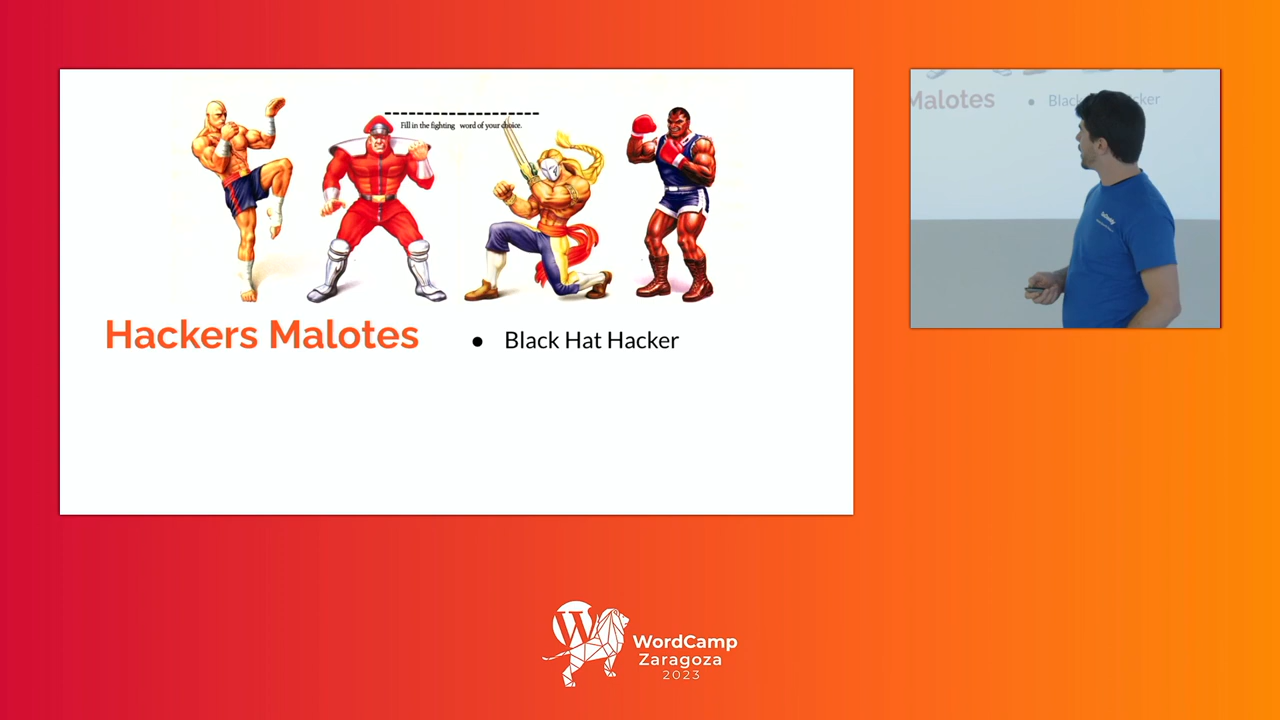 Fill in the fighting word of your choice.
Hackers Malotes
● Black Hat Hacker
Malotes
●
WordCamp
Zaragoza
2023